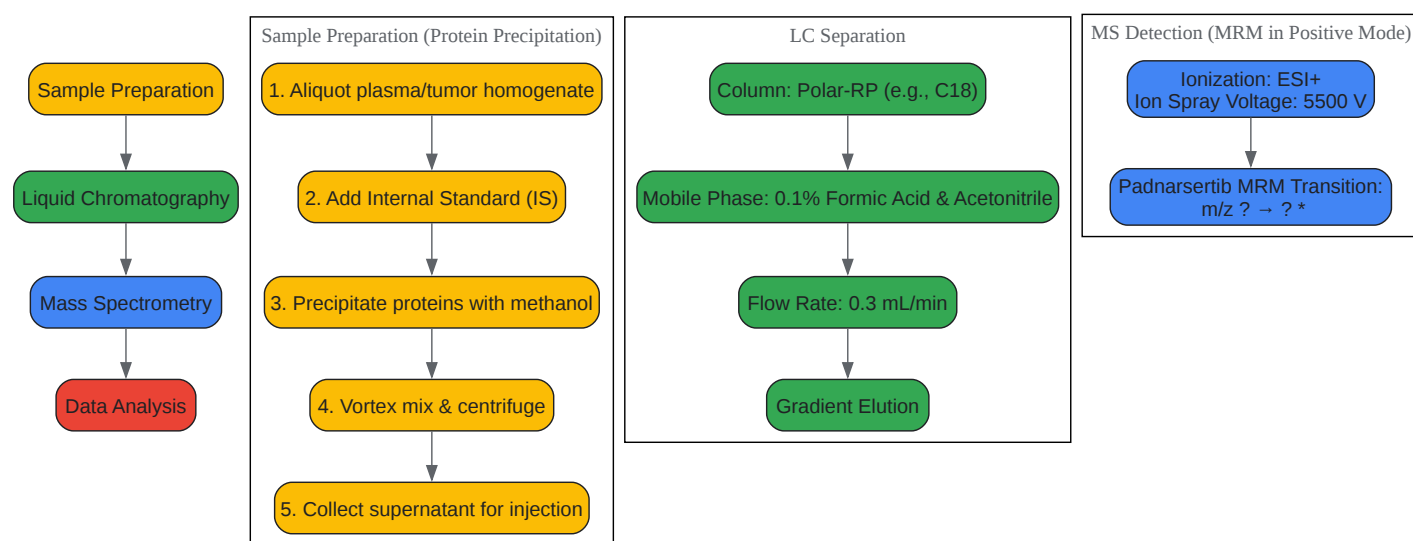 Sample Preparation
Liquid Chromatography
Mass Spectrometry
Data Analysis
Sample Preparation (Protein Precipitation)
1. Aliquot plasma/tumor homogenate
2. Add Internal Standard (IS)
3. Precipitate proteins with methanol
4. Vortex mix & centrifuge
5. Collect supernatant for injection
LC Separation
Column: Polar-RP (e.g., C18)
Mobile Phase: 0.1% Formic Acid & Acetonitrile
Flow Rate: 0.3 mL/min
Gradient Elution
MS Detection (MRM in Positive Mode)
Ionization: ESI+
Ion Spray Voltage: 5500 V
Padnarsertib MRM Transition:
m/z ? → ? *